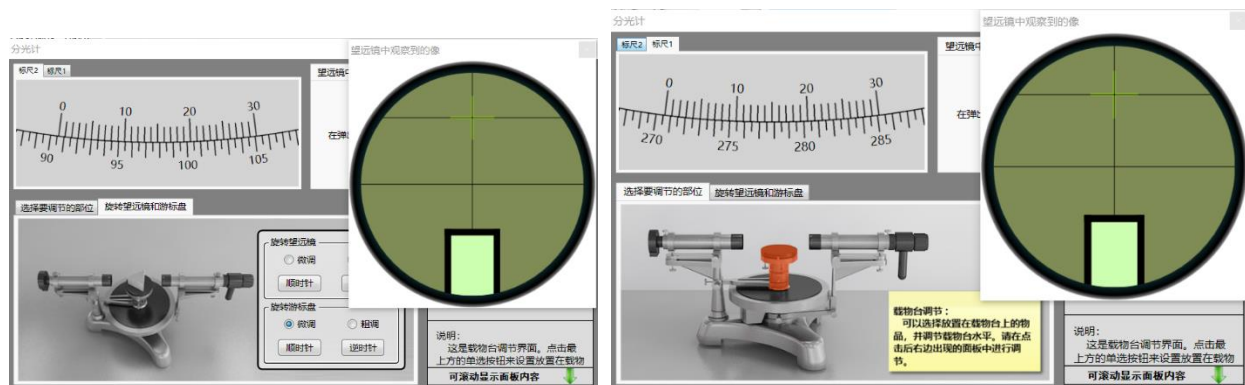 分光计
望远镜中观察到的像
标尺2 标尺1
望远镜中
0 10 20 30
90 95 100 105
在弹
选择要调节的部位 旋转望远镜和游标盘
旋转望远镜
微调
顺时针
旋转游标盘
微调 粗调
顺时针 逆时针
说明:
这是载物台调节界面。点击最
上方的单选按钮来设置放置在载物
可滚动显示面板内容
分光计
望远镜中观察到的像
标尺2 标尺1
望远镜中
0 10 20 30
270 275 280 285
在弹
选择要调节的部位 旋转望远镜和游标盘
载物台调节:
可以选择放置在载物台上的物
品,并调节载物台水平。请在点
击后右边出现的面板中进行调
节。
说明:
这是载物台调节界面。点击最
上方的单选按钮来设置放置在载物
可滚动显示面板内容